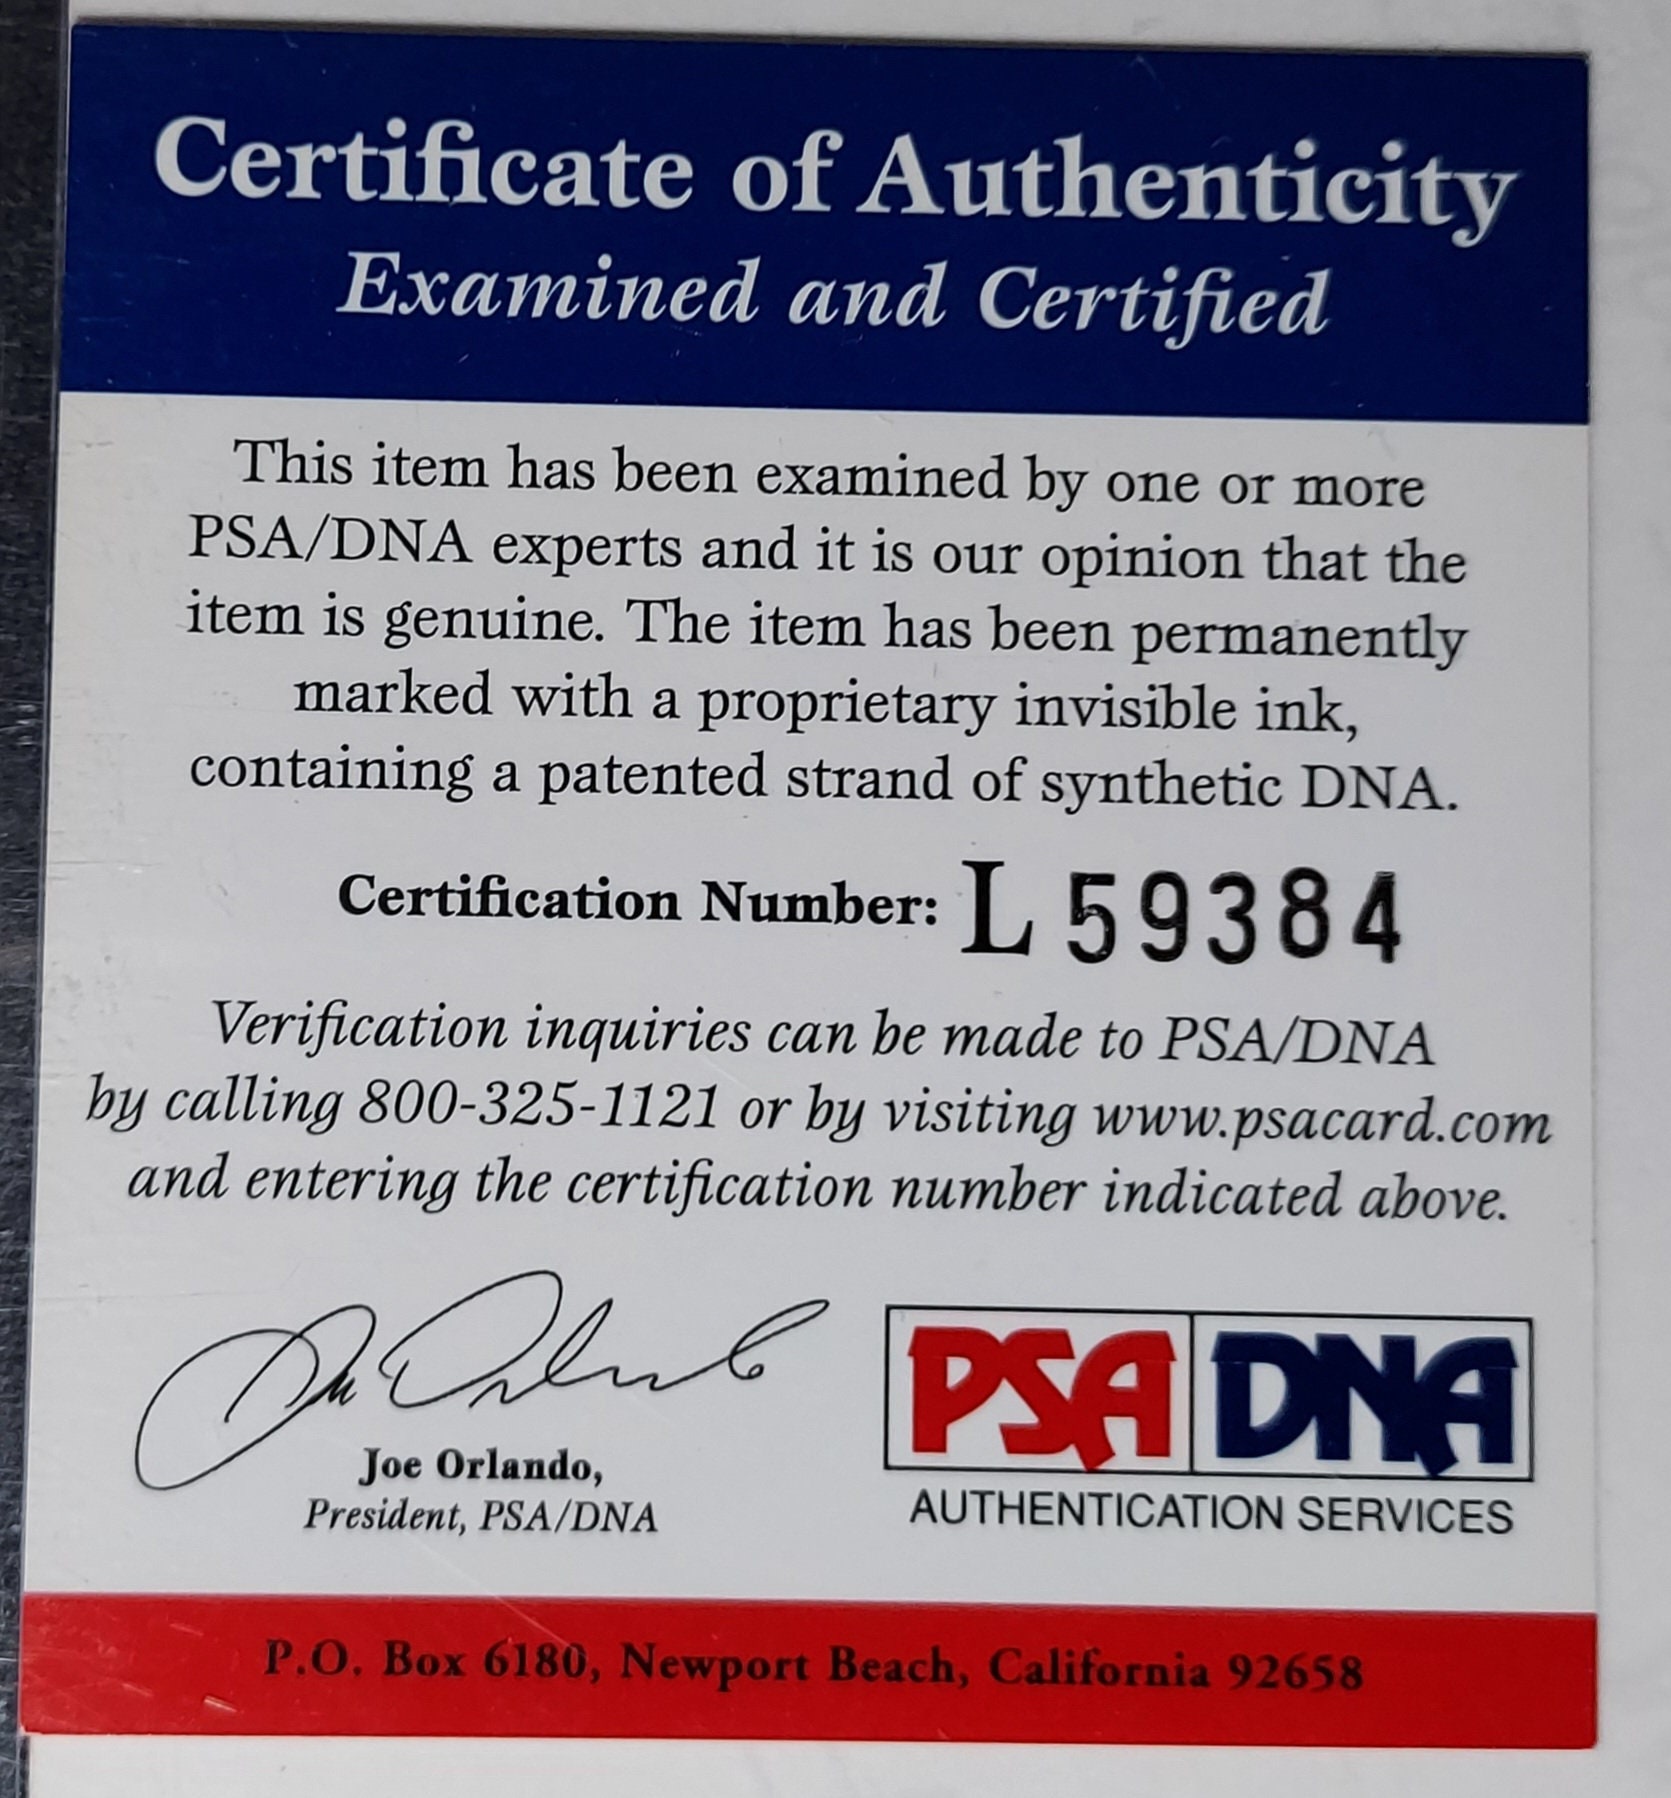 Certificate of Authenticity
Examined and Certified
This item has been examined by one or more
PSA/DNA experts and it is our opinion that the
item is genuine. The item has been permanently
marked with a proprietary invisible ink,
containing a patented strand of synthetic DNA.
Certification Number: L 59384
Verification inquiries can be made to PSA/DNA
by calling 800-325-1121 or by visiting www.psacard.com
and entering the certification number indicated above.
Joe Orlando
Joe Orlando,
President, PSA/DNA
PSA DNA
AUTHENTICATION SERVICES
P.O. Box 6180, Newport Beach, California 92658